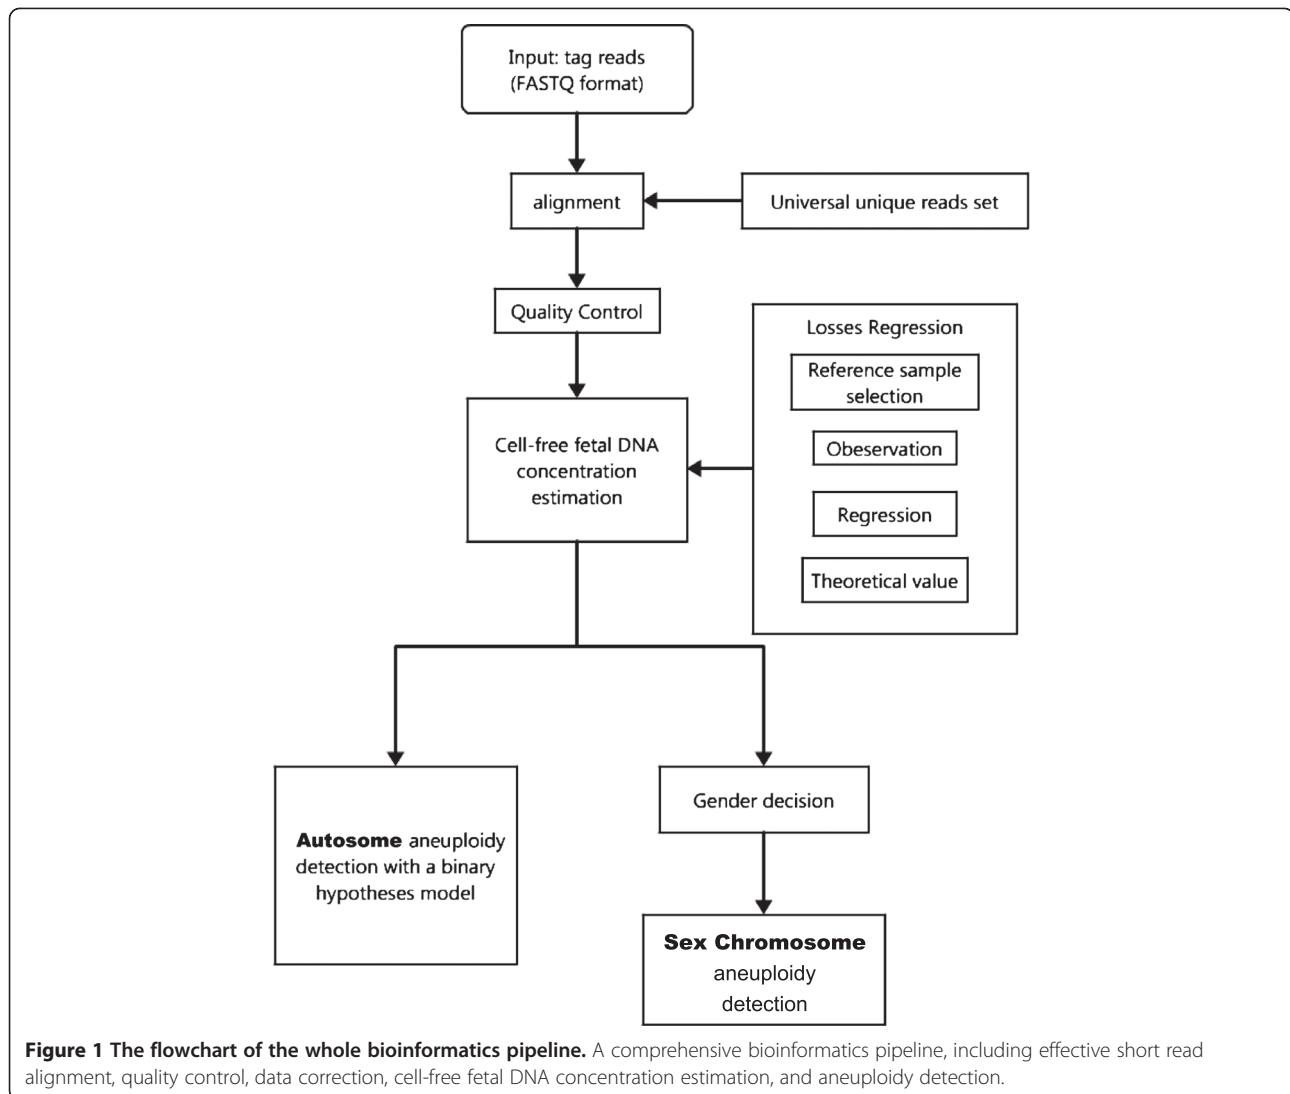 Input: tag reads
(FASTQ format)
alignment
Universal unique reads set
Quality Control
Losses Regression
Reference sample
selection
Obeservation
Regression
Theoretical value
Cell-free fetal DNA
concentration
estimation
Autosome aneuploidy
detection with a binary
hypotheses model
Gender decision
Sex Chromosome
aneuploidy
detection
Figure 1 The flowchart of the whole bioinformatics pipeline. A comprehensive bioinformatics pipeline, including effective short read
alignment, quality control, data correction, cell-free fetal DNA concentration estimation, and aneuploidy detection.